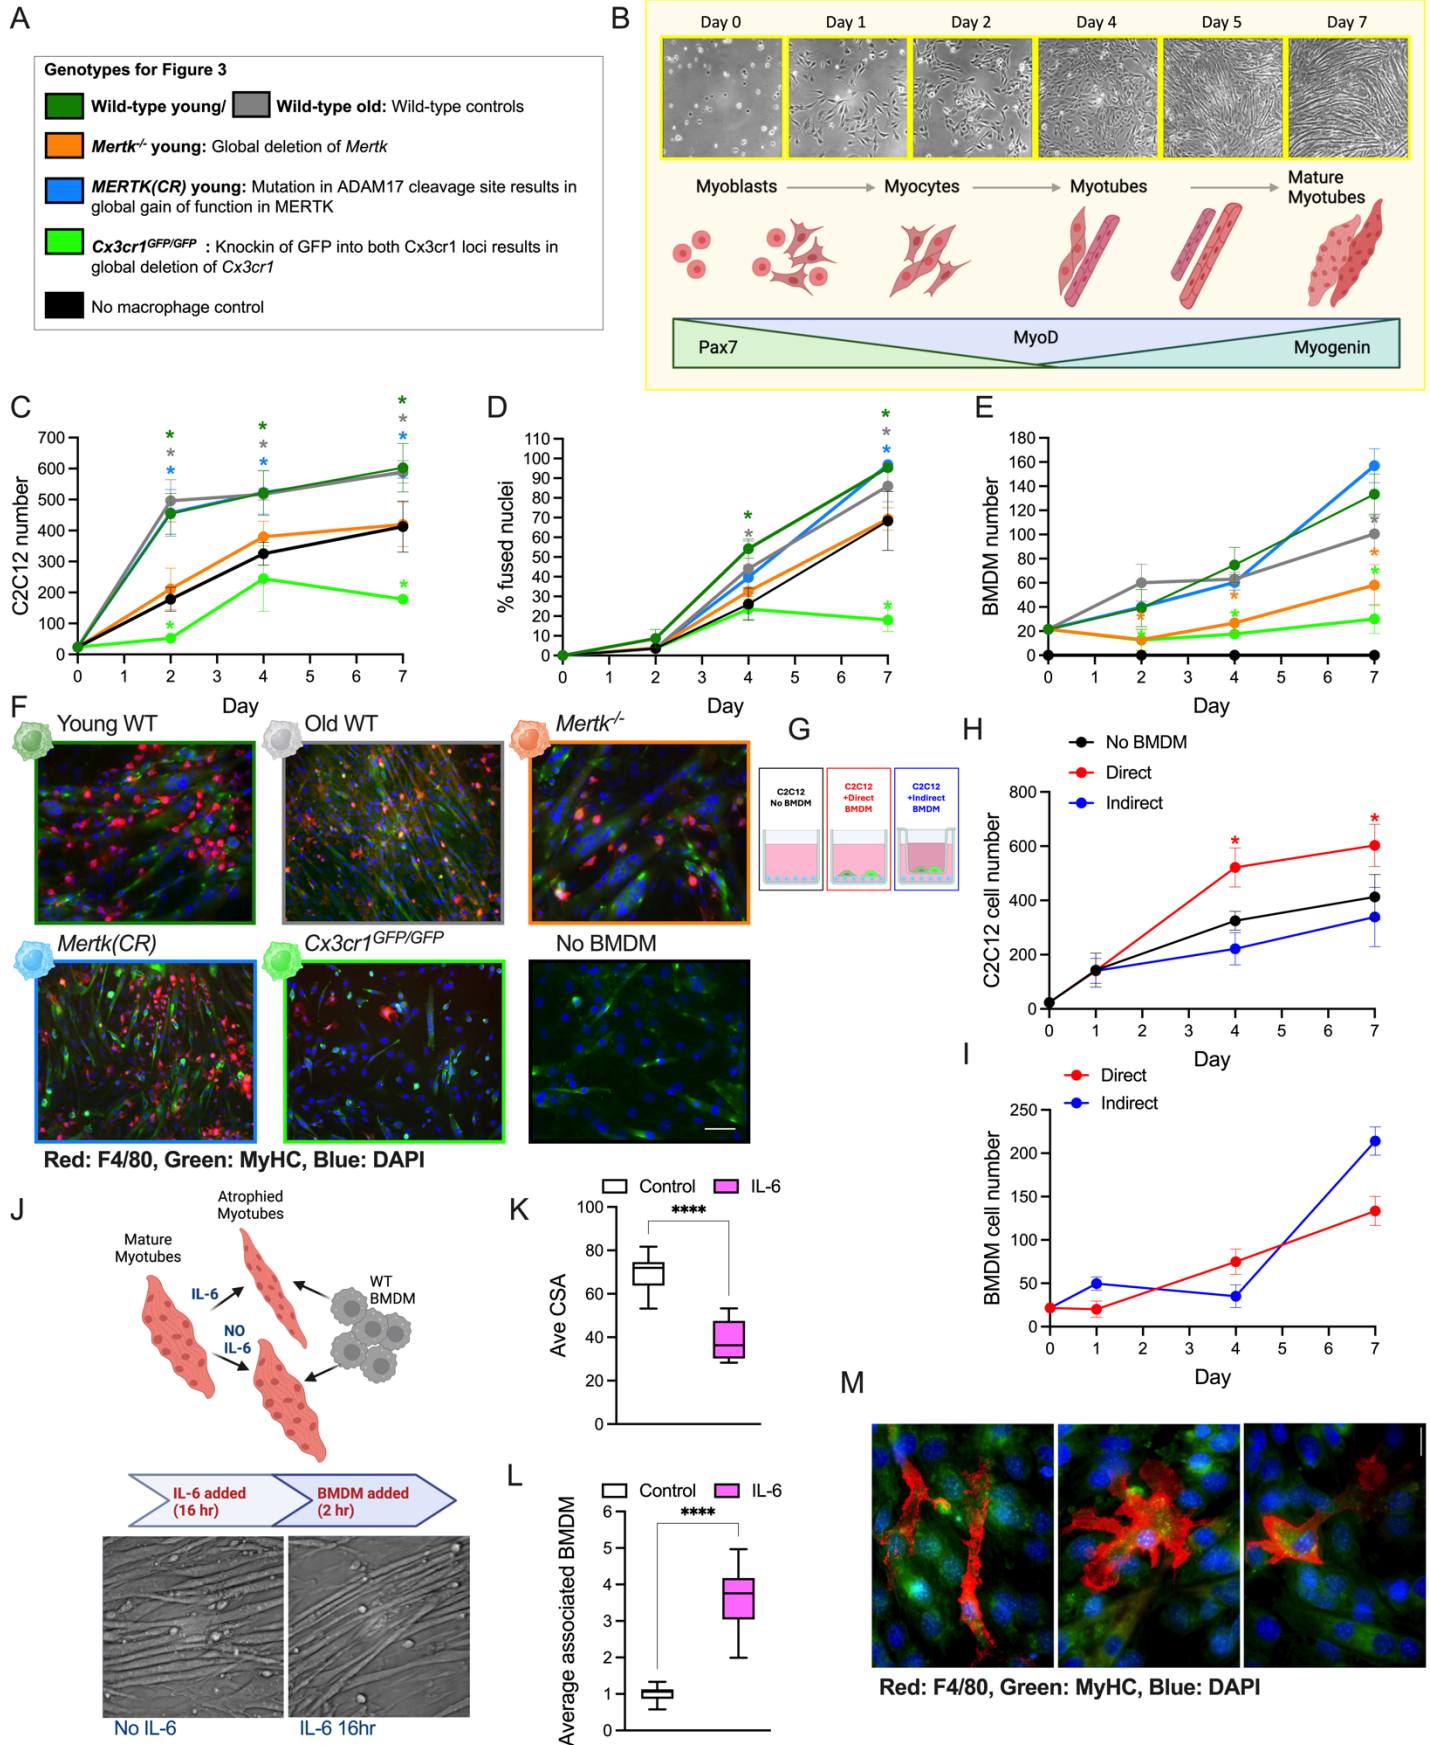 A
Genotypes for Figure 3
Wild-type young/ Wild-type old: Wild-type controls
Mertk-/- young: Global deletion of Mertk
MERTK(CR) young: Mutation in ADAM17 cleavage site results in
global gain of function in MERTK
Cx3cr1GFP/GFP : Knockin of GFP into both Cx3cr1 loci results in
global deletion of Cx3cr1
No macrophage control
B
Day 0 Day 1 Day 2 Day 4 Day 5 Day 7
Myoblasts Myocytes Myotubes Mature
Myotubes
Pax7 MyoD Myogenin
C
C2C12 number
700
600
500
400
300
200
100
0
0 1 2 3 4 5 6 7
Day
* * * * * * * * * * *
D
% fused nuclei
110
100
90
80
70
60
50
40
30
20
10
0
0 1 2 3 4 5 6 7
Day
* * * * * *
E
BMDM number
180
160
140
120
100
80
60
40
20
0
0 1 2 3 4 5 6 7
Day
* * * * * * *
F
Young WT Old WT Mertk-/-
Mertk(CR) Cx3cr1GFP/GFP No BMDM
Red: F4/80, Green: MyHC, Blue: DAPI
G
C2C12
No BMDM
C2C12
+Direct
BMDM
C2C12
+Indirect
BMDM
H
No BMDM
Direct
Indirect
C2C12 cell number
800
600
400
200
0
0 1 2 3 4 5 6 7
Day
* *
I
Direct
Indirect
BMDM cell number
250
200
150
100
50
0
0 1 2 3 4 5 6 7
Day
J
Atrophied
Myotubes
Mature
Myotubes
IL-6
NO
IL-6
WT
BMDM
IL-6 added
(16 hr)
BMDM added
(2 hr)
No IL-6 IL-6 16hr
K
Control IL-6
****
Ave CSA
100
80
60
40
20
0
L
Control IL-6
****
Average associated BMDM
6
5
4
3
2
1
0
M
Red: F4/80, Green: MyHC, Blue: DAPI